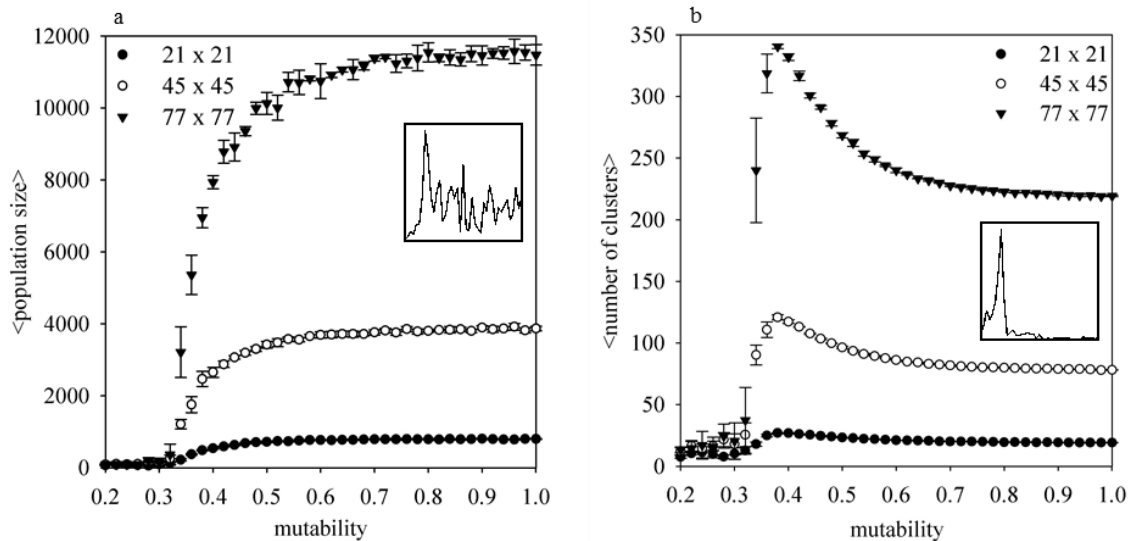 a
12000
10000
8000
6000
4000
2000
0
<population size>
21 x 21
45 x 45
77 x 77
0.2 0.3 0.4 0.5 0.6 0.7 0.8 0.9 1.0
mutability
b
350
300
250
200
150
100
50
0
<number of clusters>
21 x 21
45 x 45
77 x 77
0.2 0.3 0.4 0.5 0.6 0.7 0.8 0.9 1.0
mutability